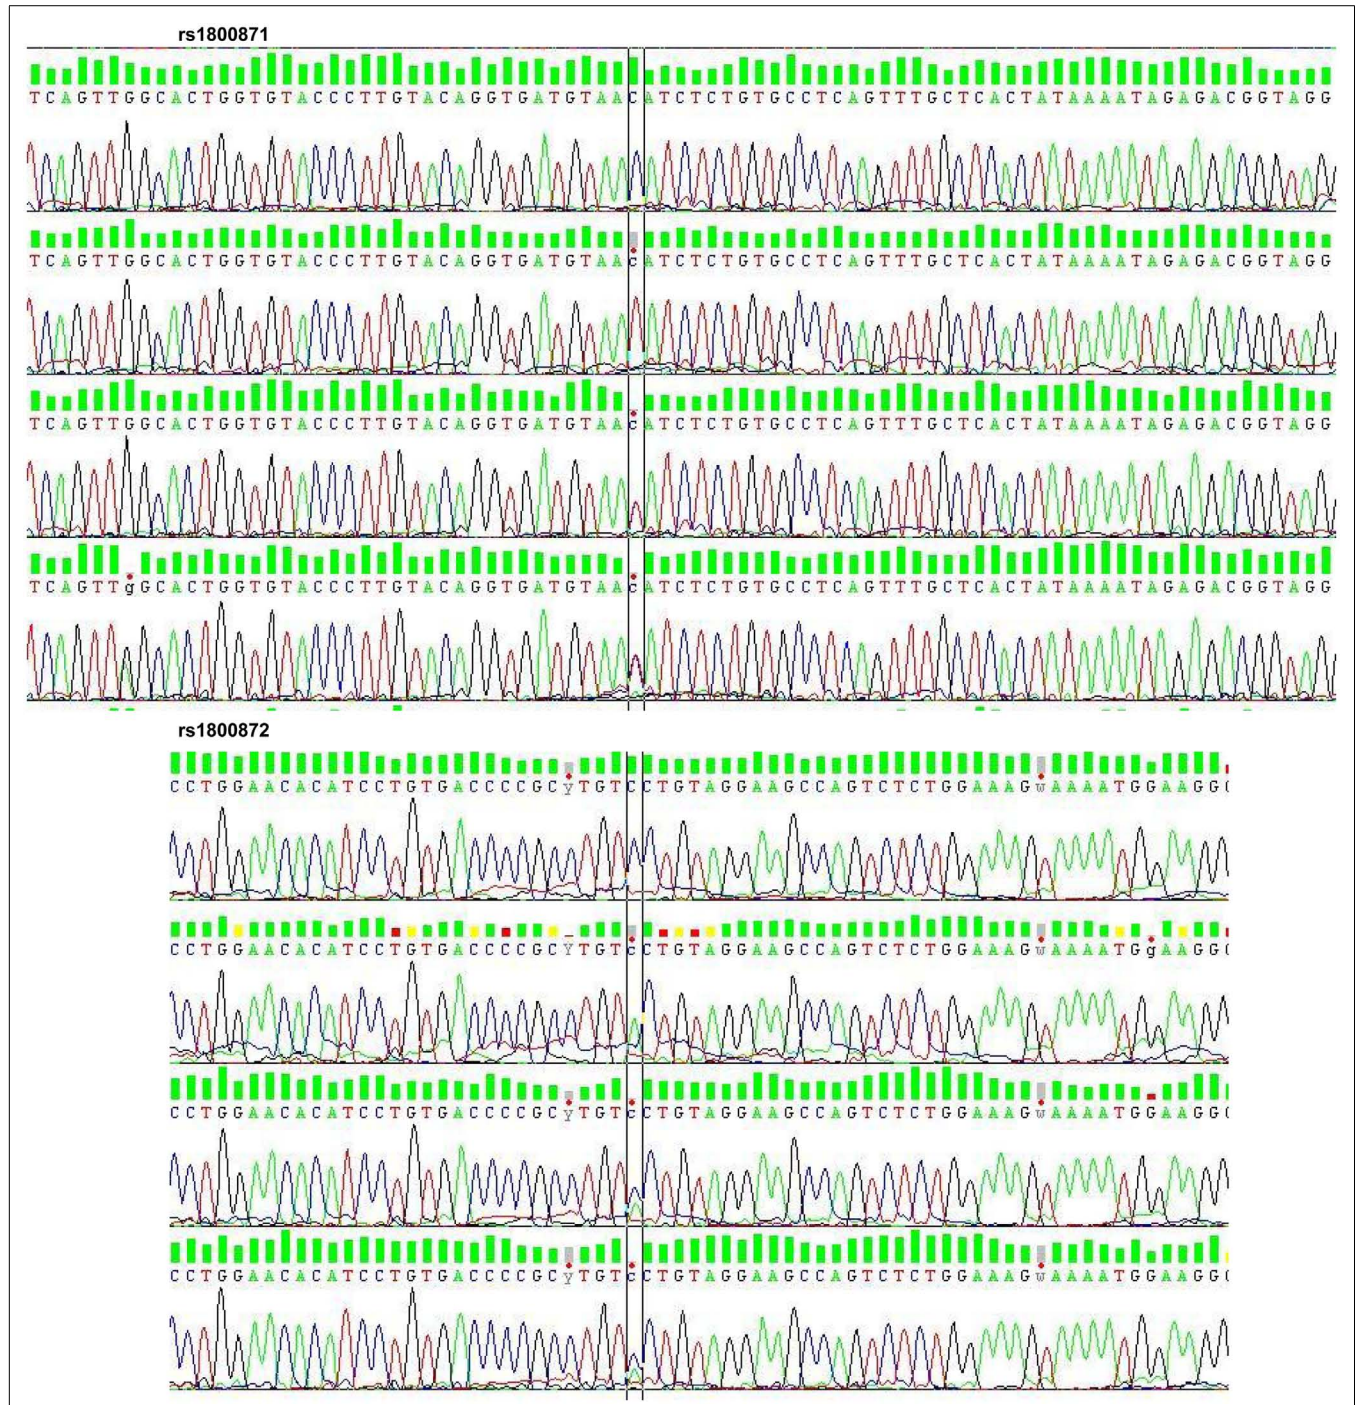 rs1800871
TCAGTTGGCACTGGTGTACCCTTGTACAGGTGATGTAACATCTCTGTGCCTCAGTTTGCTCACTATAAAATAGAGACGGTAGG
TCAGTTGGCACTGGTGTACCCTTGTACAGGTGATGTAAcATCTCTGTGCCTCAGTTTGCTCACTATAAAATAGAGACGGTAGG
TCAGTTGGCACTGGTGTACCCTTGTACAGGTGATGTAAcATCTCTGTGCCTCAGTTTGCTCACTATAAAATAGAGACGGTAGG
TCAGTTgGCACTGGTGTACCCTTGTACAGGTGATGTAAcATCTCTGTGCCTCAGTTTGCTCACTATAAAATAGAGACGGTAGG
rs1800872
CCTGGAACACATCCTGTGACCCCGCyTGTCCTGTAGGAAGCCAGTCTCTGGAAAGwAAAATGGAAGG
CCTGGAACACATCCTGTGACCCCGCYTGTcCTGTAGGAAGCCAGTCTCTGGAAAGwAAAATGgAAGG
CCTGGAACACATCCTGTGACCCCGCyTGTcCTGTAGGAAGCCAGTCTCTGGAAAGwAAAATGGAAGG
CCTGGAACACATCCTGTGACCCCGCyTGTcCTGTAGGAAGCCAGTCTCTGGAAAGwAAAATGGAAGG